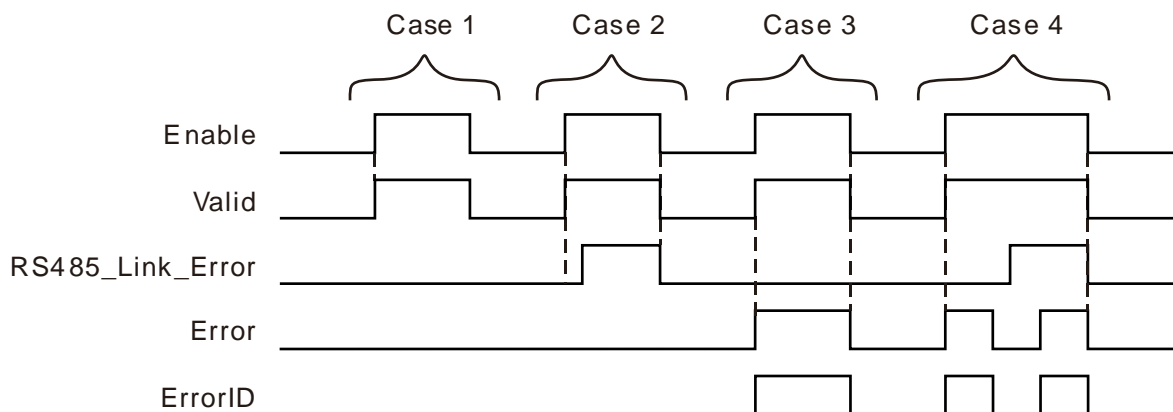 Case 1
Case 2
Case 3
Case 4
Enable
Valid
RS485_Link_Error
Error
ErrorID